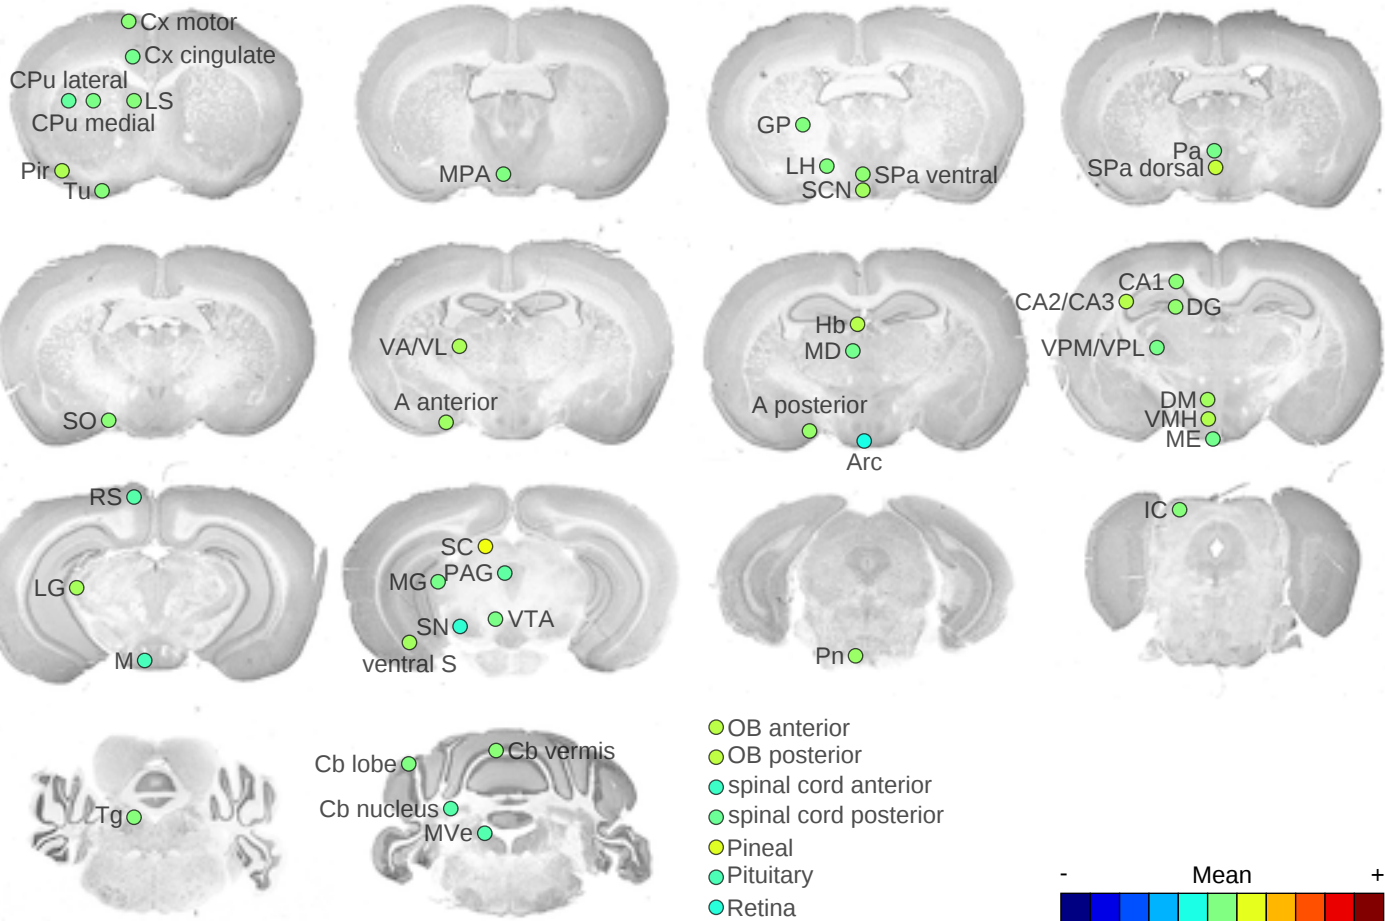 Cx motor
Cx cingulate
CPu lateral
LS
CPu medial
Pir
Tu
MPA
GP
LH
SPa ventral
SCN
Pa
SPa dorsal
SO
VA/VL
A anterior
Hb
MD
A posterior
Arc
CA1
CA2/CA3
DG
VPM/VPL
DM
VMH
ME
RS
LG
M
SC
MG
PAG
SN
VTA
ventral S
Pn
IC
Tg
Cb lobe
Cb vermis
Cb nucleus
MVe
OB anterior
OB posterior
spinal cord anterior
spinal cord posterior
Pineal
Pituitary
Retina
- Mean +